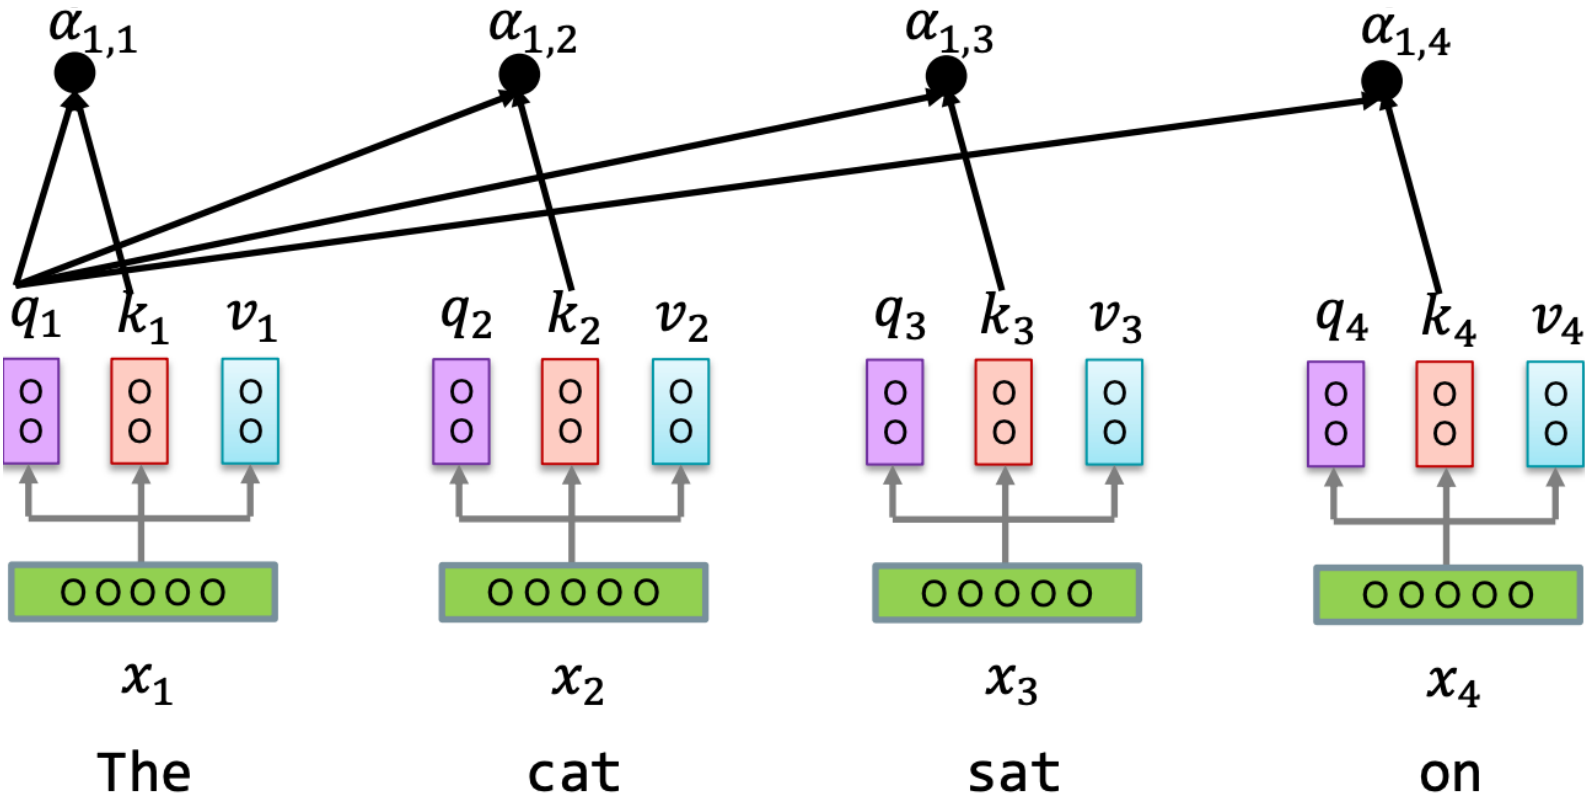 α1,1 α1,2 α1,3 α1,4
q1 k1 v1 q2 k2 v2 q3 k3 v3 q4 k4 v4
O O O O O O O O O O O O
O O O O O O O O O O O O
O O O O O O O O O O O O O O O O O O O O
x1 x2 x3 x4
The cat sat on